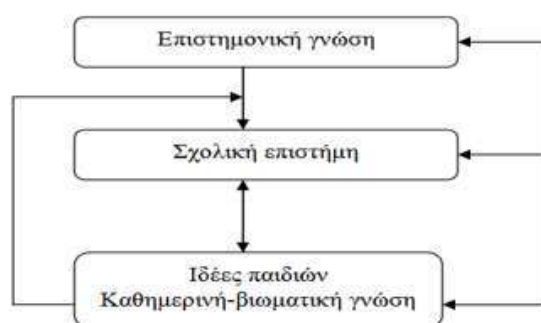 Επιστημονική γνώση
Σχολική επιστήμη
Ιδέες παιδιών
Καθημερινή-βιωματική γνώση